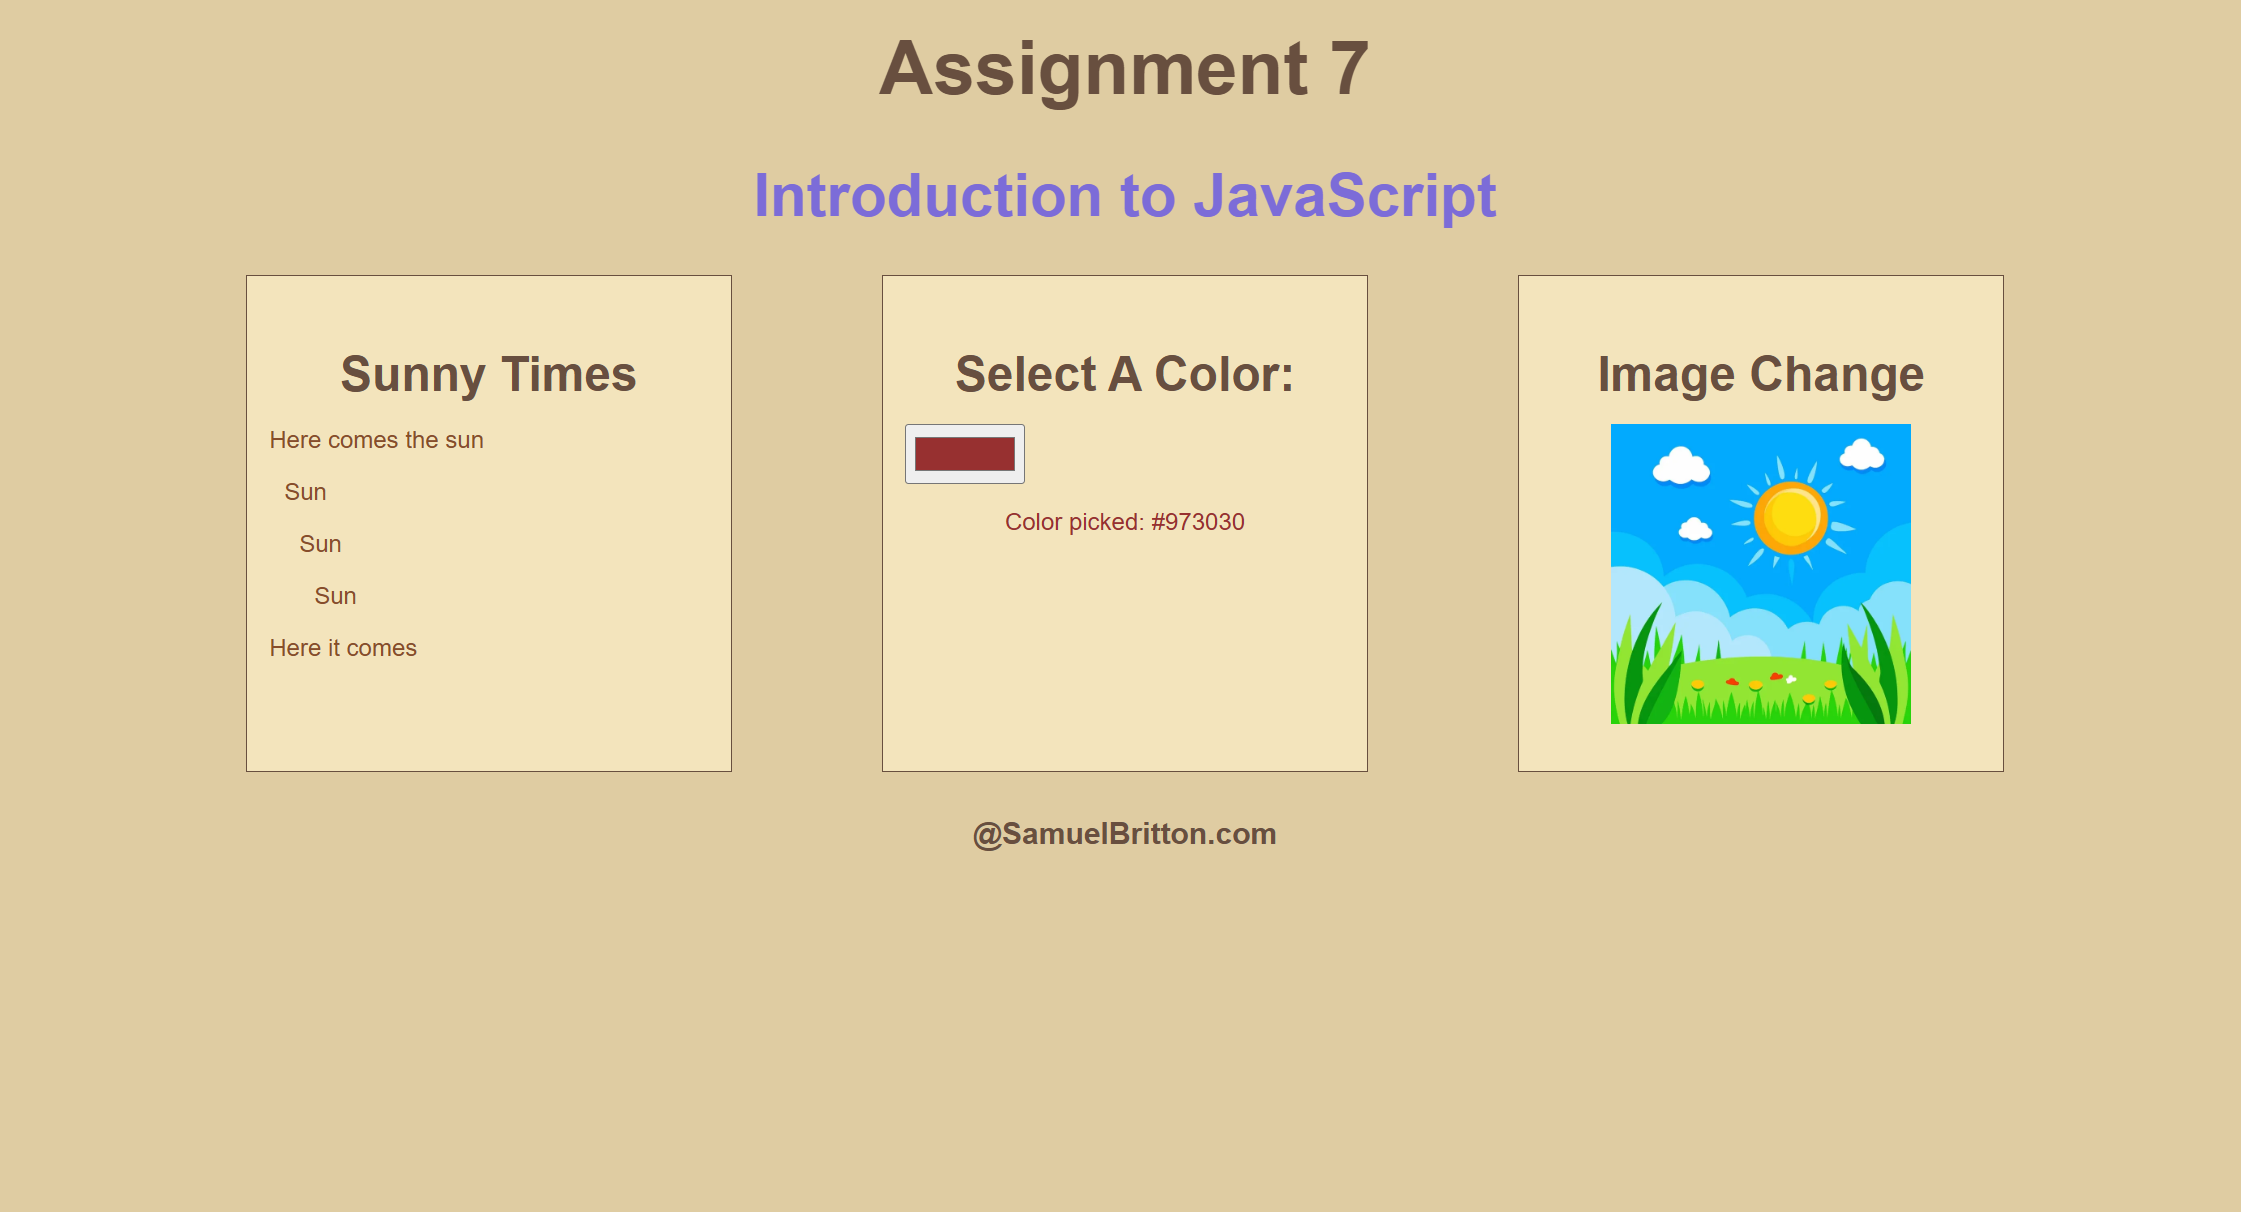 Assignment 7
Introduction to JavaScript
Sunny Times
Here comes the sun
Sun
Sun
Sun
Here it comes
Select A Color:
Color picked: #973030
Image Change
@SamuelBritton.com